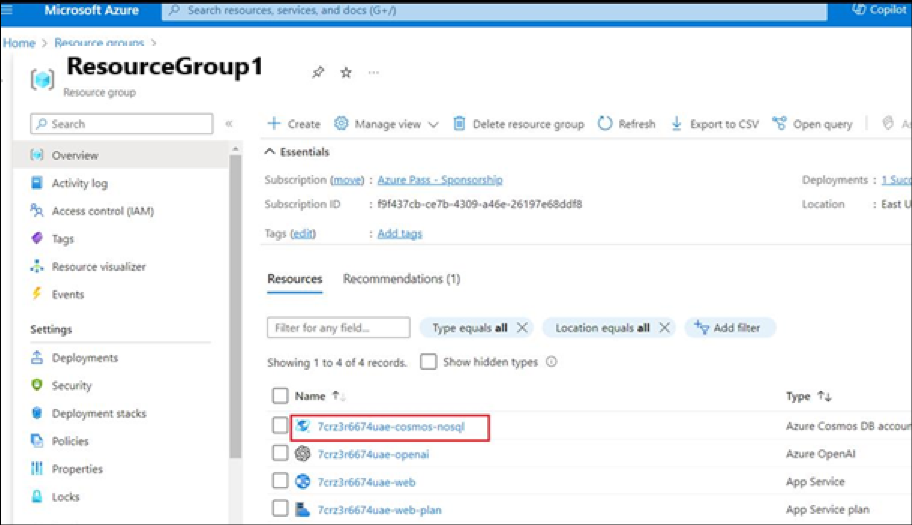 Microsoft Azure
Search resources, services, and docs (G+/)
Copilot
Home > Resource groups >
ResourceGroup1
...
Resource group
Search
«
Create
Manage view
Delete resource group
Refresh
Export to CSV
Open query
Overview
Activity log
Access control (IAM)
Tags
Resource visualizer
Events
Settings
Deployments
Security
Deployment stacks
Policies
Properties
Locks
Essentials
Subscription (move) : Azure Pass - Sponsorship
Deployments : 1 Succ
Subscription ID : f9f437cb-ce7b-4309-a46e-26197e68ddf8
Location : East U
Tags (edit) : Add tags
Resources Recommendations (1)
Filter for any field...
Type equals all
Location equals all
Add filter
Showing 1 to 4 of 4 records.
Show hidden types
Name ↑↓ Type ↑↓
7crz3r6674uae-cosmos-nosql Azure Cosmos DB accoun
7crz3r6674uae-openai Azure OpenAI
7crz3r6674uae-web App Service
7crz3r6674uae-web-plan App Service plan